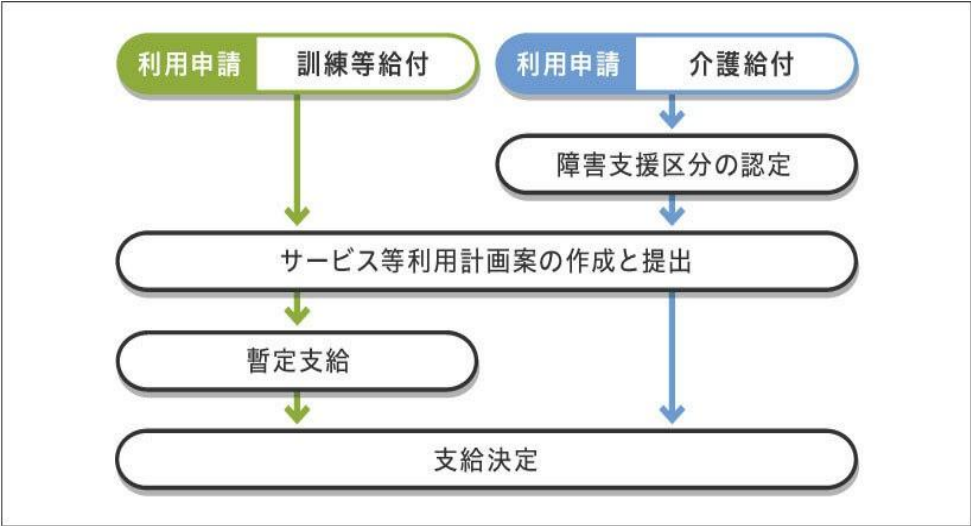 利用申請 訓練等給付
利用申請 介護給付
障害支援区分の認定
サービス等利用計画案の作成と提出
暫定支給
支給決定